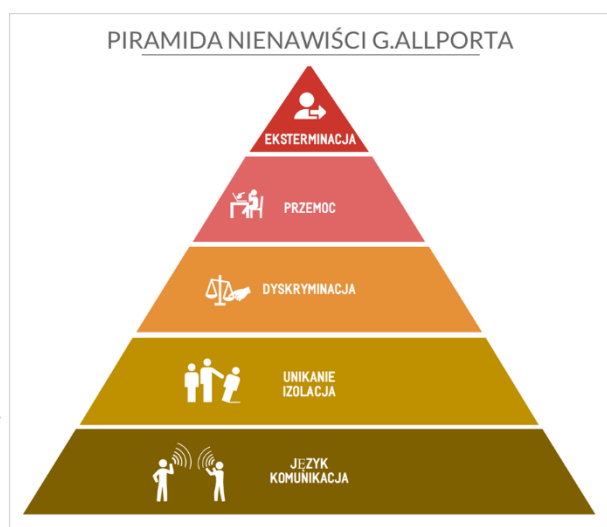 PIRAMIDA NIENAWIŚCI G.ALLPORTA
EKSTERMINACJA
PRZEMOC
DYSKRYMINACJA
UNIKANIE
IZOLACJA
JĘZYK
KOMUNIKACJA